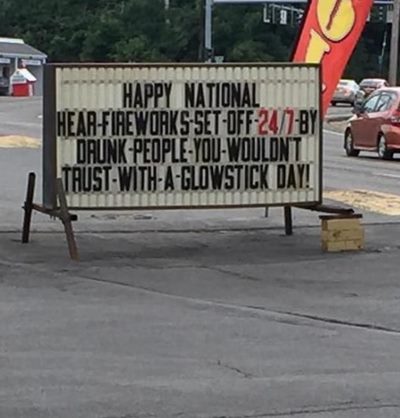 HAPPY NATIONAL
HEAR-FIREWORKS-SET-OFF-24/7-BY
DRUNK-PEOPLE-YOU-WOULDN'T
TRUST-WITH-A-GLOWSTICK DAY!